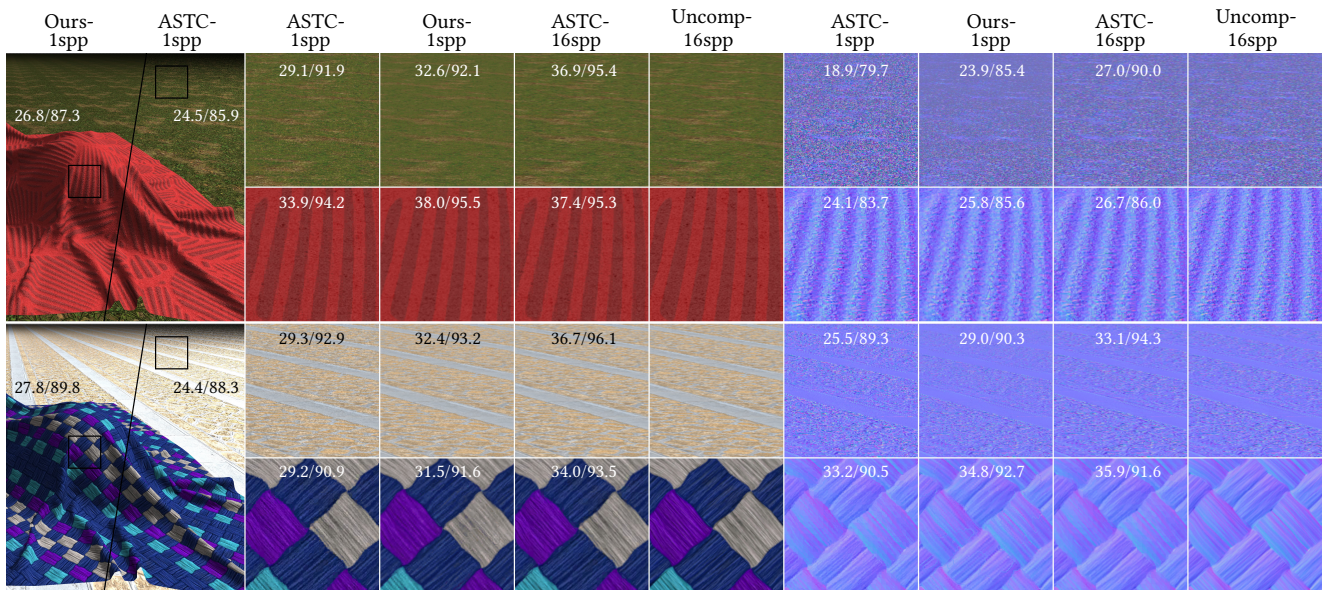 Ours-
1spp
ASTC-
1spp
ASTC-
1spp
Ours-
1spp
ASTC-
16spp
Uncomp-
16spp
ASTC-
1spp
Ours-
1spp
ASTC-
16spp
Uncomp-
16spp
26.8/87.3
24.5/85.9
29.1/91.9
32.6/92.1
36.9/95.4
18.9/79.7
23.9/85.4
27.0/90.0
33.9/94.2
38.0/95.5
37.4/95.3
24.1/83.7
25.8/85.6
26.7/86.0
27.8/89.8
24.4/88.3
29.3/92.9
32.4/93.2
36.7/96.1
25.5/89.3
29.0/90.3
33.1/94.3
29.2/90.9
31.5/91.6
34.0/93.5
33.2/90.5
34.8/92.7
35.9/91.6